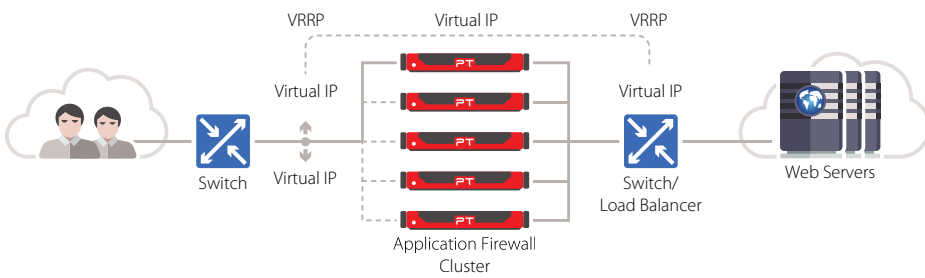 VRRP
Virtual IP
VRRP
Virtual IP
Virtual IP
Virtual IP
Switch
Switch/
Load Balancer
Web Servers
PT
PT
PT
PT
PT
Application Firewall
Cluster